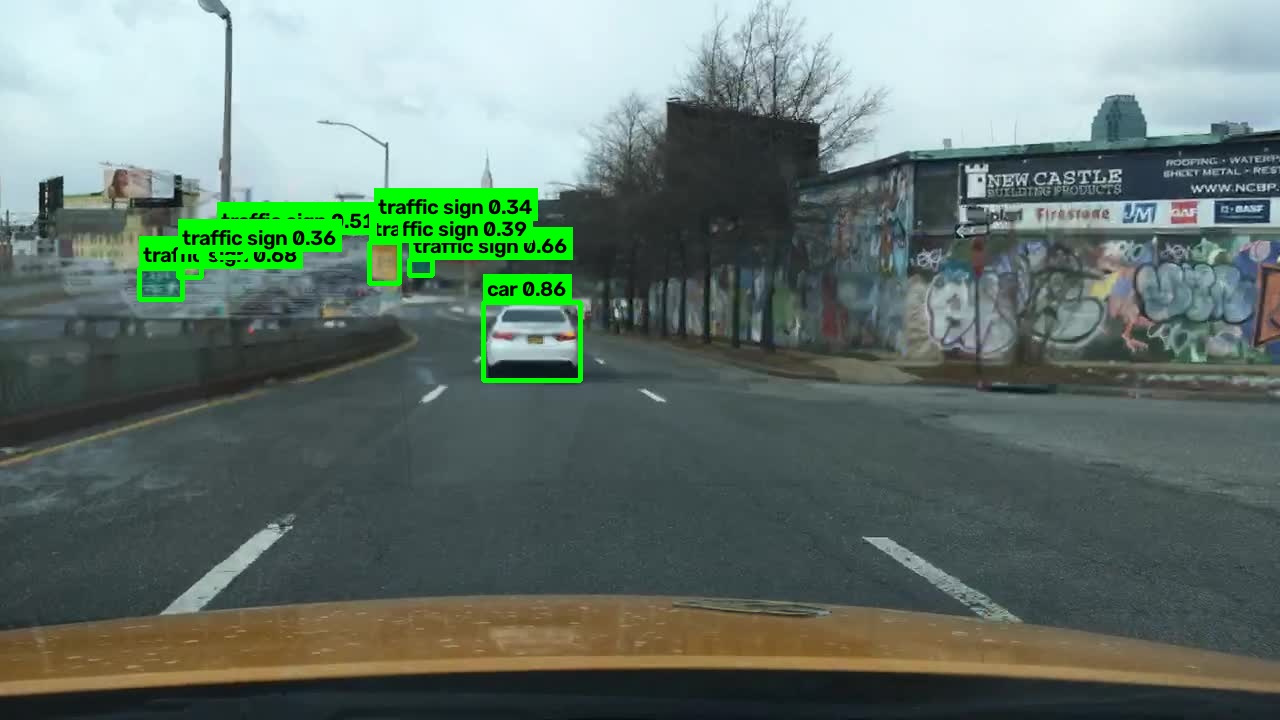 traffic sign 0.34
traffic sign 0.51
traffic sign 0.39
traffic sign 0.36
traffic sign 0.66
traffic sign 0.68
car 0.86
NEW CASTLE
BUILDING PRODUCTS
ROOFING - WATERP
SHEET METAL - REST
WWW.NCBP.
Firestone JM GAF BASF